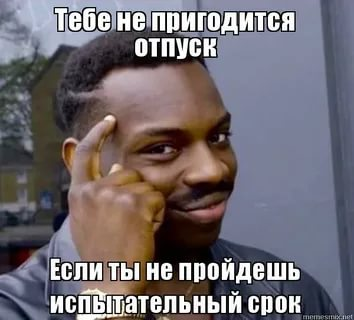 Тебе не пригодится
отпуск
Если ты не пройдешь
испытательный срок
memesmix.net